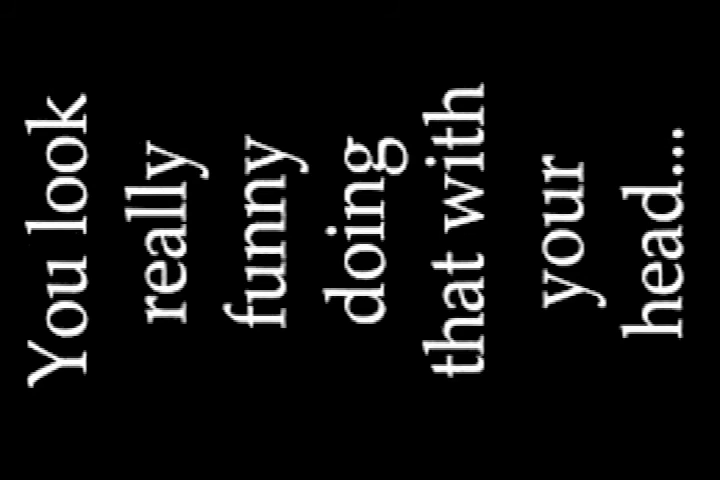 You look
really
funny
doing
that with
your
head...